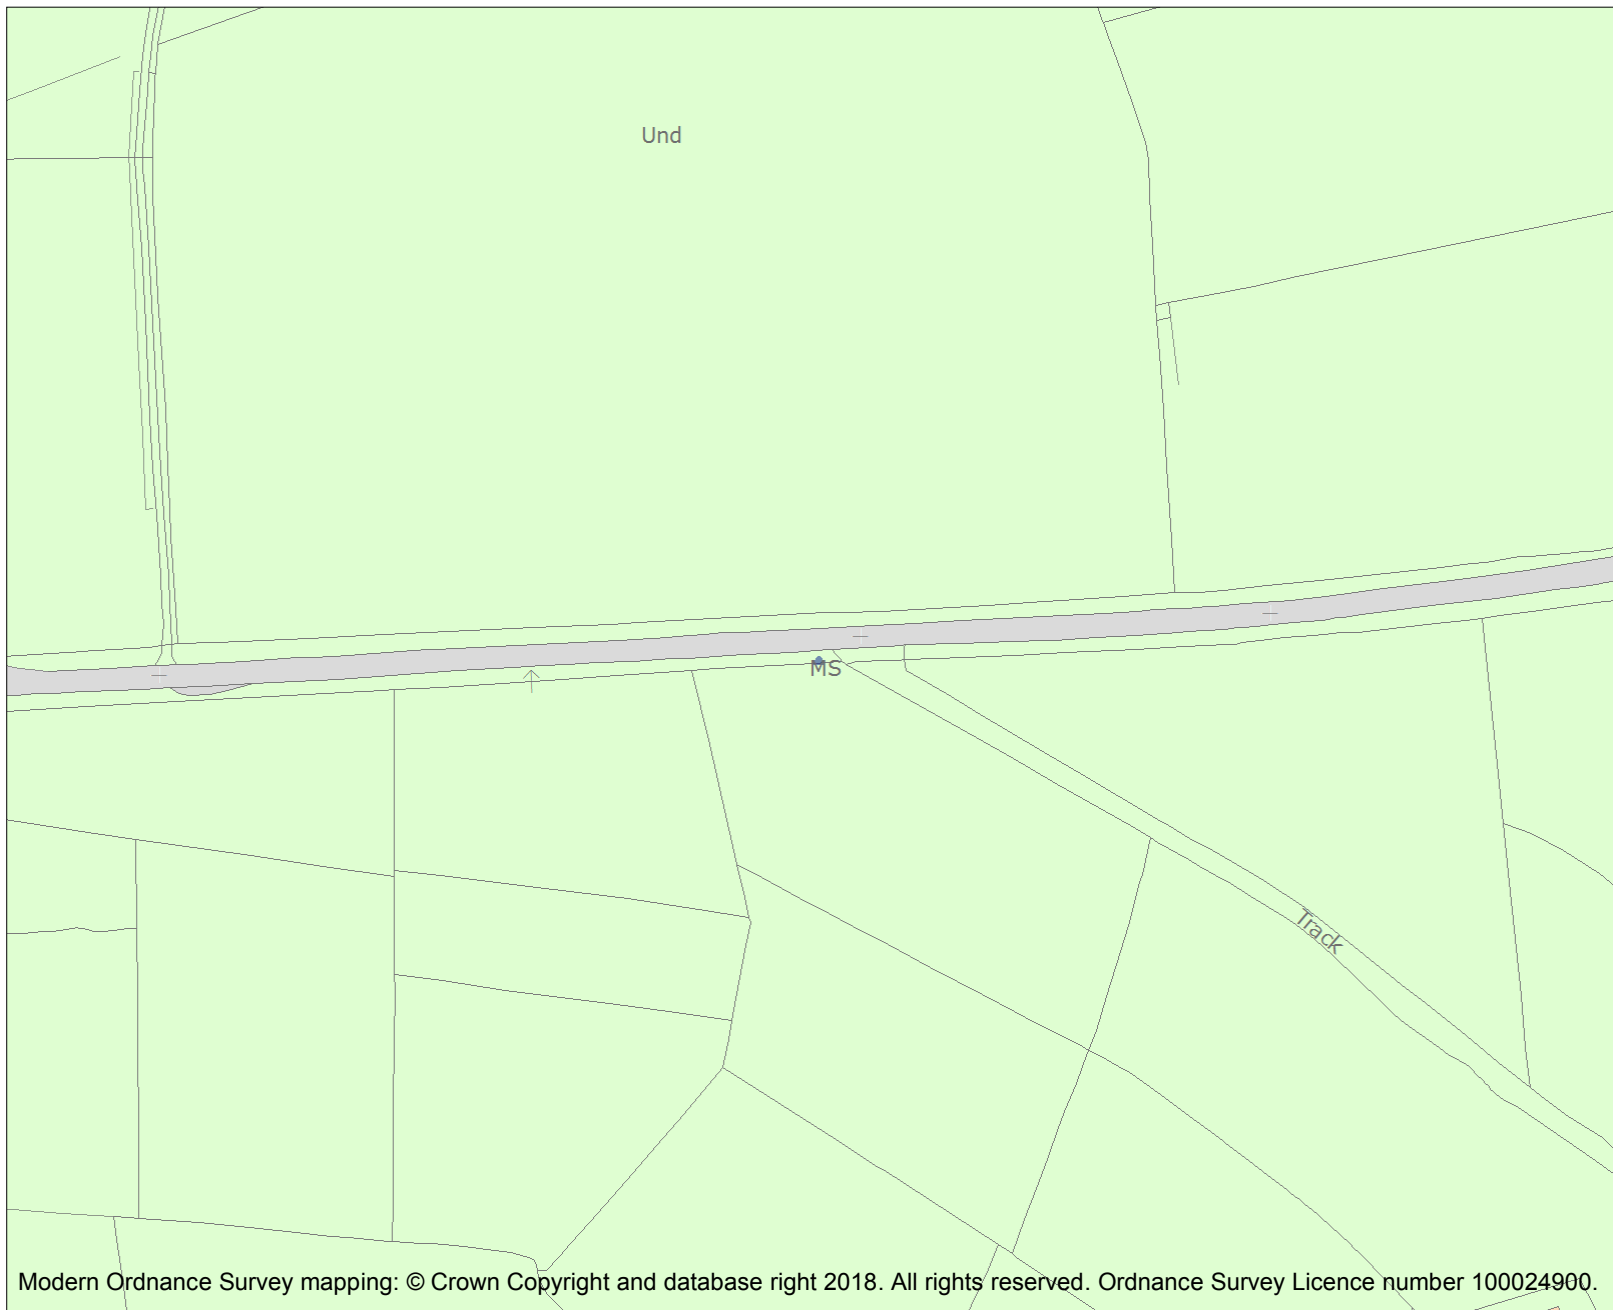 Und
MS
Track
Modern Ordnance Survey mapping: © Crown Copyright and database right 2018. All rights reserved. Ordnance Survey Licence number 100024900.